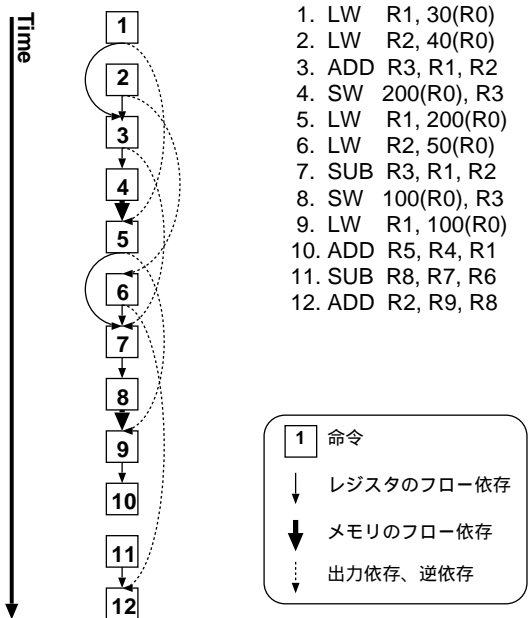 Time
1
2
3
4
5
6
7
8
9
10
11
12
1. LW R1, 30(R0)
2. LW R2, 40(R0)
3. ADD R3, R1, R2
4. SW 200(R0), R3
5. LW R1, 200(R0)
6. LW R2, 50(R0)
7. SUB R3, R1, R2
8. SW 100(R0), R3
9. LW R1, 100(R0)
10. ADD R5, R4, R1
11. SUB R8, R7, R6
12. ADD R2, R9, R8
1 命令
レジスタのフロー依存
メモリのフロー依存
出力依存、逆依存